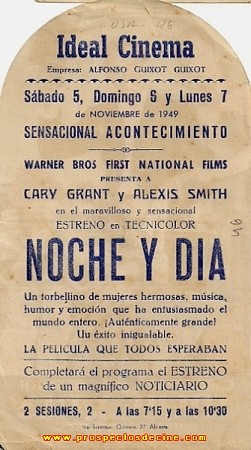 Ideal Cinema
Empresa: ALFONSO GUIXOT GUIXOT
Sábado 5, Domingo 6 y Lunes 7
de NOVIEMBRE de 1949
SENSACIONAL ACONTECIMIENTO
WARNER BROS FIRST NATIONAL FILMS
PRESENTA A
CARY GRANT y ALEXIS SMITH
en el maravilloso y sensacional
ESTRENO en TECNICOLOR
NOCHE Y DIA
Un torbellino de mujeres hermosas, música,
humor y emoción que ha entusiasmado el
mundo entero. ¡Auténticamente grande!
Uu éxito inigualable.
LA PELICULA QUE TODOS ESPERABAN
Completará el programa el ESTRENO
de un magnífico NOTICIARIO
2 SESIONES, 2 - A las 7'15 y a las 10'30
www.prospectosdecine.com